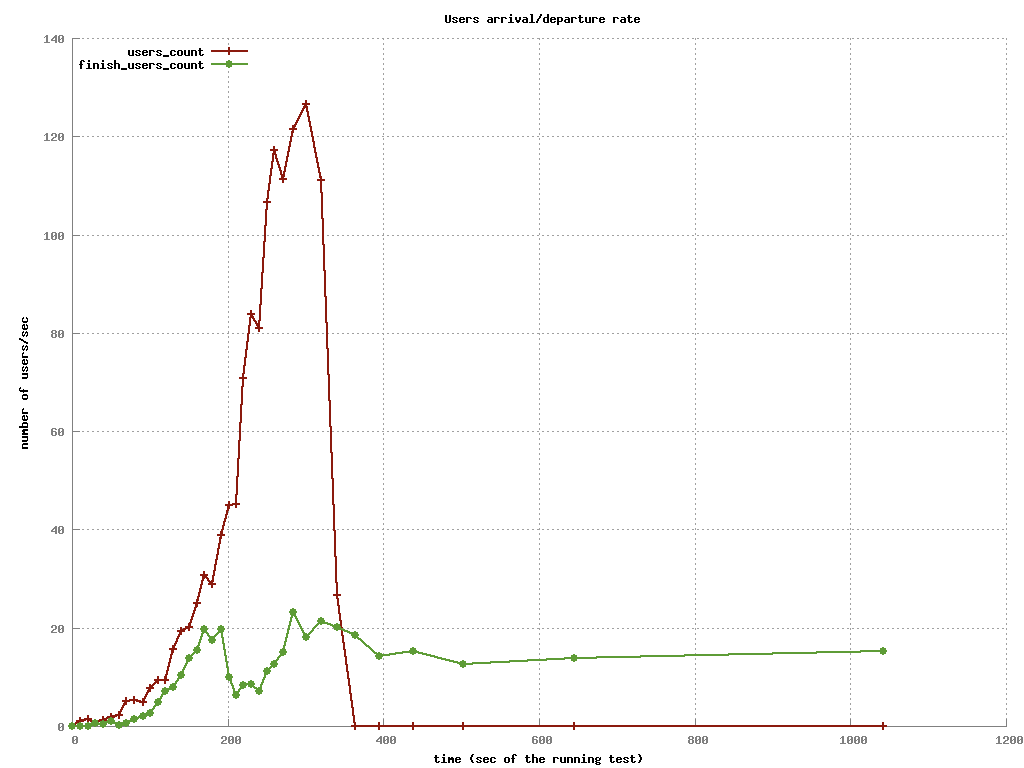 Users arrival/departure rate
users_count
finish_users_count
number of users/sec
140
120
100
80
60
40
20
0
0 200 400 600 800 1000 1200
time (sec of the running test)